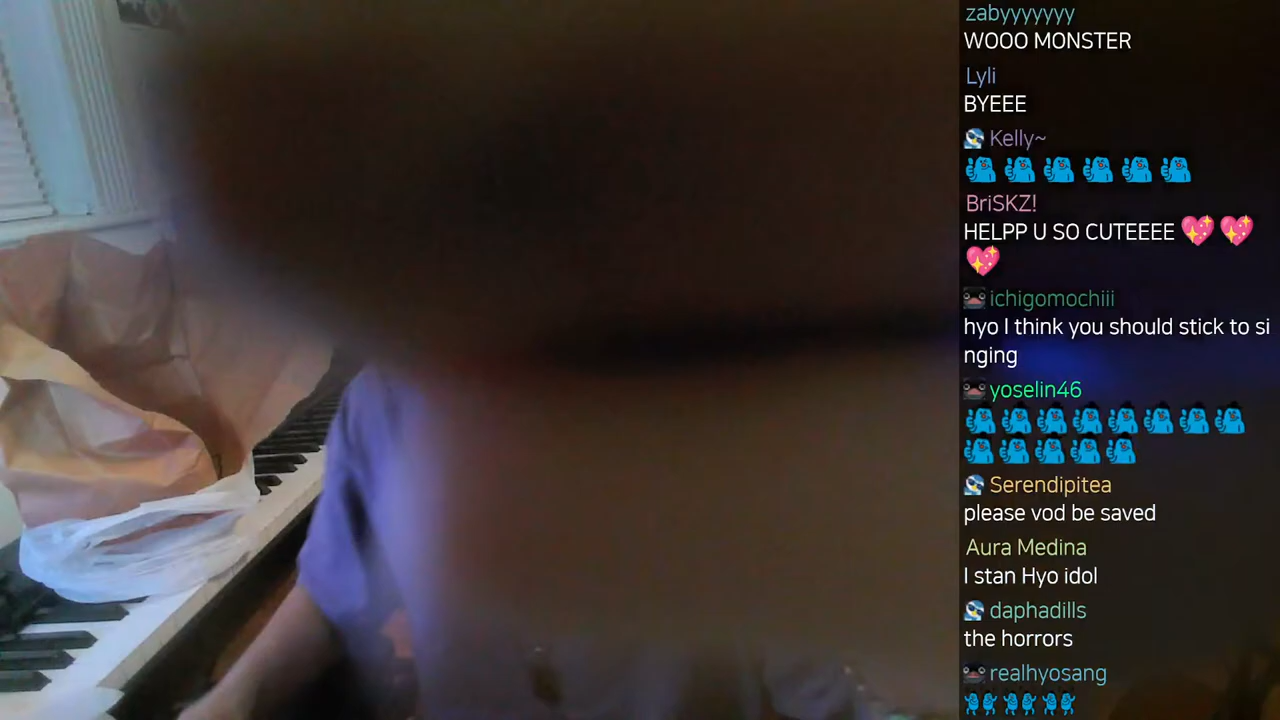 zabyyyyyyy
WOOO MONSTER
Lyli
BYEEE
Kelly~
BriSKZ!
HELPP U SO CUTEEEE
ichigomochiii
hyo I think you should stick to si
nging
yoselin46
Serendipitea
please vod be saved
Aura Medina
I stan Hyo idol
daphadills
the horrors
realhyosang